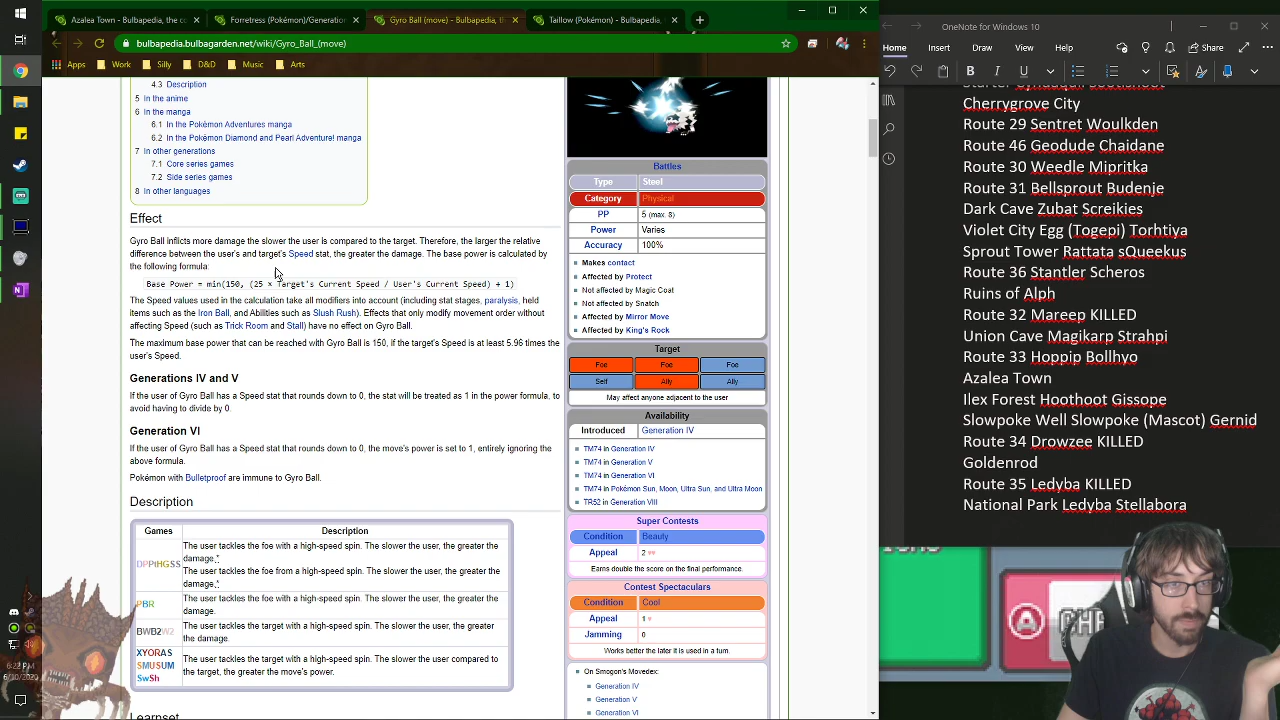 Azalea Town - Bulbapedia, the c
Forretress (Pokémon)/Generation
Gyro Ball (move) - Bulbapedia, B
Taillow (Pokémon) - Bulbapedia,
bulbapedia.bulbagarden.net/wiki/Gyro_Ball_(move)
Apps
Work
Silly
D&D
Music
Arts
4.3 Description
5 In the anime
6 In the manga
6.1 In the Pokémon Adventures manga
6.2 In the Pokémon Diamond and Pearl Adventure! manga
7 In other generations
7.1 Core series games
7.2 Side series games
8 In other languages
Effect
Gyro Ball inflicts more damage the slower the user is compared to the target. Therefore, the larger the relative
difference between the user's and target's Speed stat, the greater the damage. The base power is calculated by
the following formula:
Base Power = min(150, (25 × Target's Current Speed / User's Current Speed) + 1)
The Speed values used in the calculation take all modifiers into account (including stat stages, paralysis, held
items such as the Iron Ball, and Abilities such as Slush Rush). Effects that only modify movement order without
affecting Speed (such as Trick Room and Stall) have no effect on Gyro Ball.
The maximum base power that can be reached with Gyro Ball is 150, if the target's Speed is at least 5.96 times the
user's Speed.
Generations IV and V
If the user of Gyro Ball has a Speed stat that rounds down to 0, the stat will be treated as 1 in the power formula, to
avoid having to divide by 0.
Generation VI
If the user of Gyro Ball has a Speed stat that rounds down to 0, the move's power is set to 1, entirely ignoring the
above formula.
Pokémon with Bulletproof are immune to Gyro Ball.
Description
Games Description
DPPtHGSS
The user tackles the foe with a high-speed spin. The slower the user, the greater the
damage.*
The user tackles the foe from a high-speed spin. The slower the user, the greater the
damage.*
PBR
The user tackles the foe with a high-speed spin. The slower the user, the greater the
damage.
BWB2W2
The user tackles the target with a high-speed spin. The slower the user, the greater
the damage.
XYORAS
SMUSUM
SwSh
The user tackles the target with a high-speed spin. The slower the user compared to
the target, the greater the move's power.
Learnset
Battles
Type Steel
Category Physical
PP 5 (max. 8)
Power Varies
Accuracy 100%
Makes contact
Affected by Protect
Not affected by Magic Coat
Not affected by Snatch
Affected by Mirror Move
Affected by King's Rock
Target
Foe Foe Foe
Self Ally Ally
May affect anyone adjacent to the user
Availability
Introduced Generation IV
TM74 in Generation IV
TM74 in Generation V
TM74 in Generation VI
TM74 in Pokémon Sun, Moon, Ultra Sun, and Ultra Moon
TR52 in Generation VIII
Super Contests
Condition Beauty
Appeal 2 ♥♥
Earns double the score on the final performance.
Contest Spectaculars
Condition Cool
Appeal 1 ♥
Jamming 0
Works better the later it is used in a turn.
On Smogon's Movedex:
Generation IV
Generation V
Generation VI
OneNote for Windows 10
Home
Insert
Share
B I U
Cherrygrove City
Route 29 Sentret Woulkden
Route 46 Geodude Chaidane
Route 30 Weedle Mipritka
Route 31 Bellsprout Budenje
Dark Cave Zubat Screikies
Violet City Egg (Togepi) Torhtiya
Sprout Tower Rattata sQueekus
Route 36 Stantler Scheros
Ruins of Alph
Route 32 Mareep KILLED
Union Cave Magikarp Strahpi
Route 33 Hoppip Bollhyo
Azalea Town
Ilex Forest Hoothoot Gissope
Slowpoke Well Slowpoke (Mascot) Gernid
Route 34 Drowzee KILLED
Goldenrod
Route 35 Ledyba KILLED
National Park Ledyba Stellabora
A